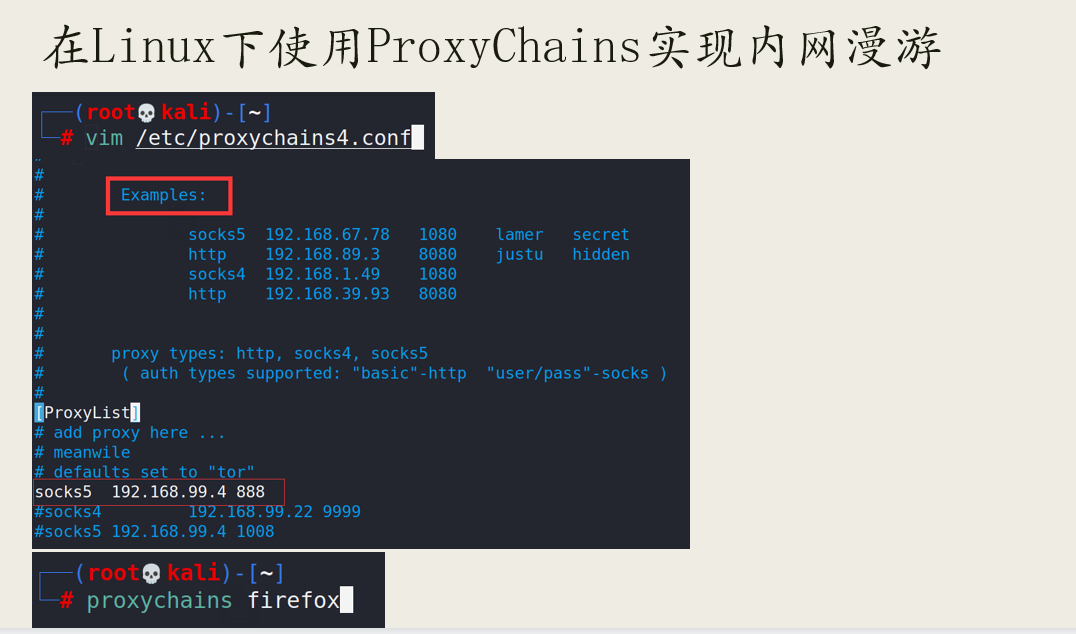 在Linux下使用ProxyChains实现内网漫游
(root💀kali)-[~]
# vim /etc/proxychains4.conf
#
# Examples:
#
# socks5 192.168.67.78 1080 lamer secret
# http 192.168.89.3 8080 justu hidden
# socks4 192.168.1.49 1080
# http 192.168.39.93 8080
#
#
# proxy types: http, socks4, socks5
# ( auth types supported: "basic"-http "user/pass"-socks )
#
[ProxyList]
# add proxy here ...
# meanwile
# defaults set to "tor"
socks5 192.168.99.4 888
#socks4 192.168.99.22 9999
#socks5 192.168.99.4 1008
(root💀kali)-[~]
# proxychains firefox